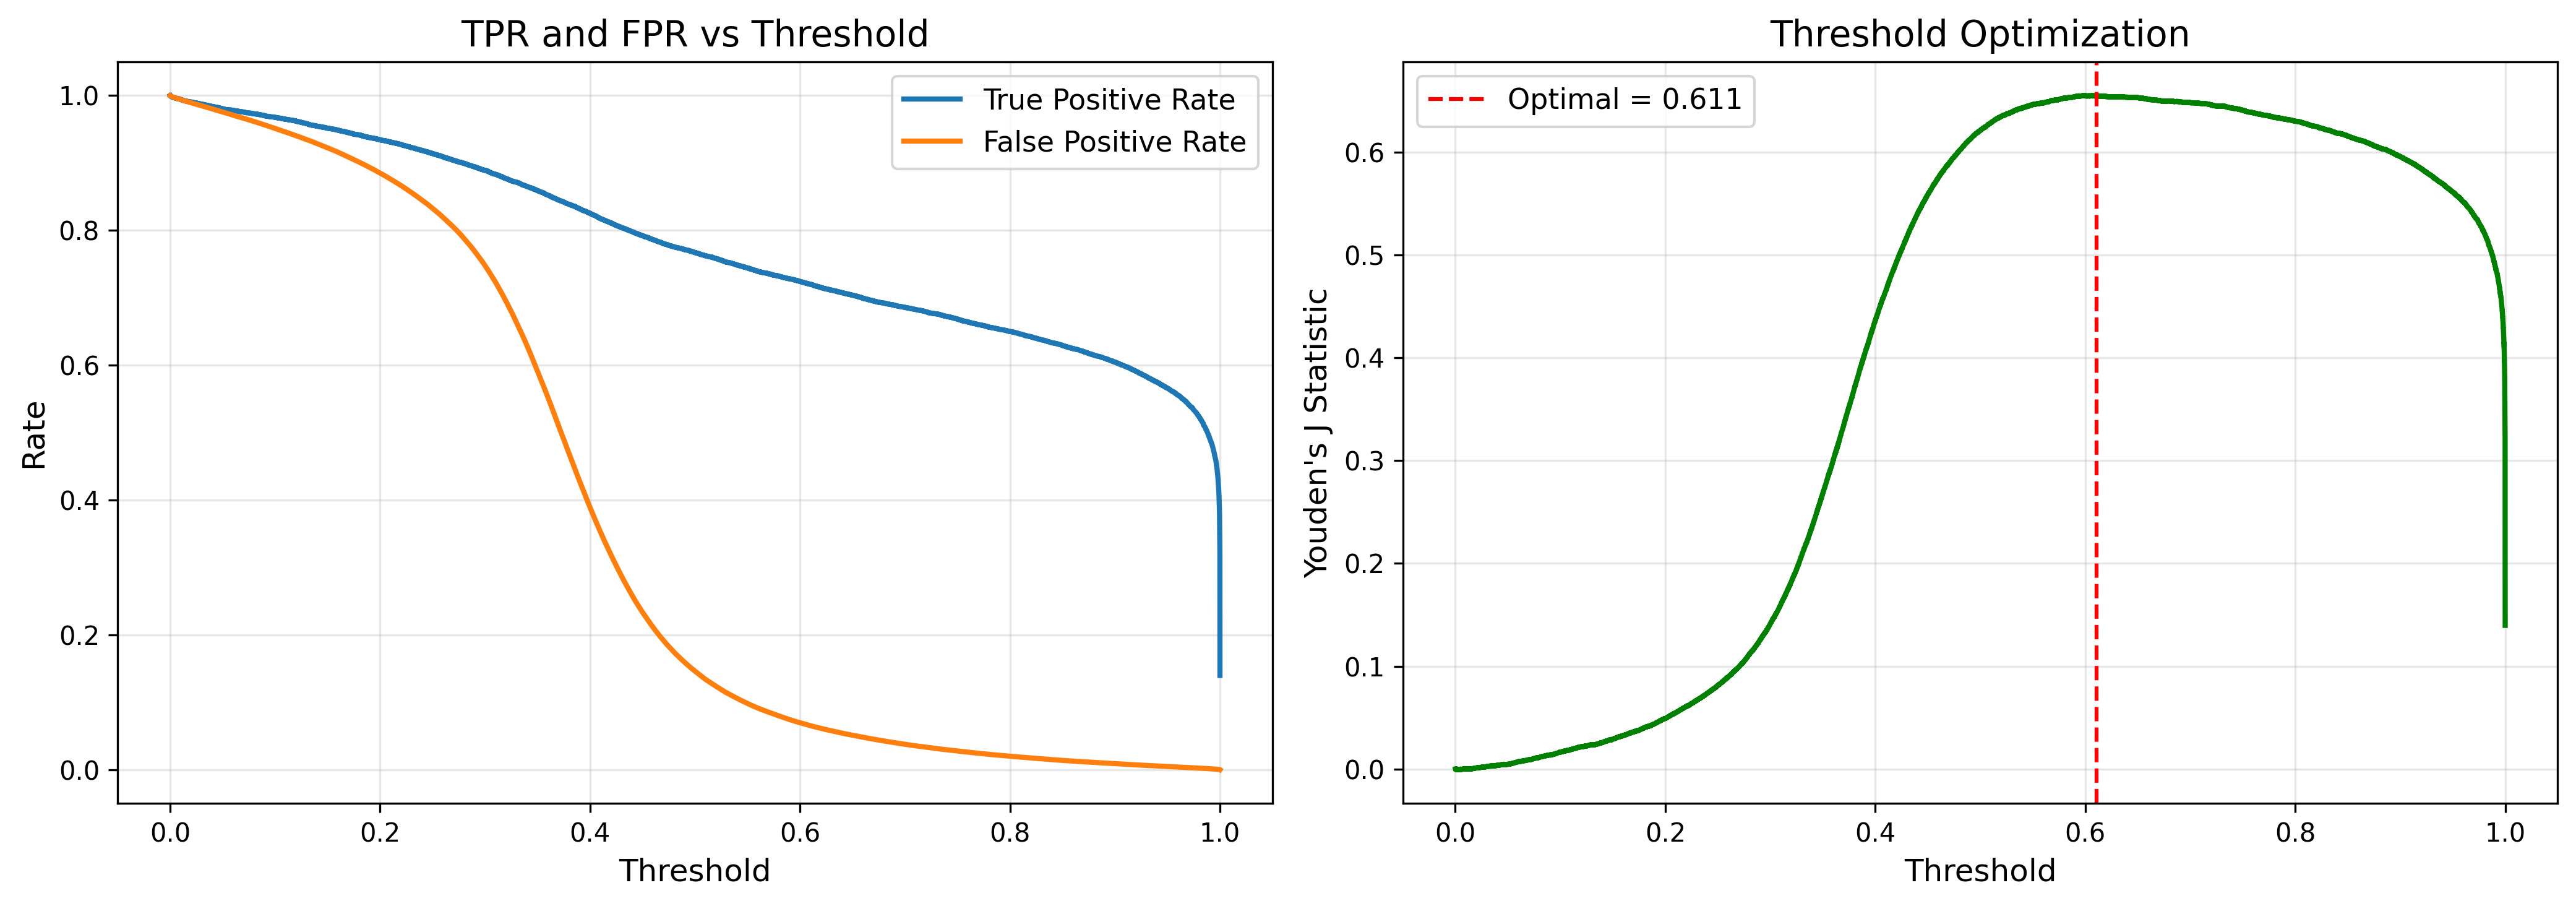 TPR and FPR vs Threshold
True Positive Rate
False Positive Rate
Rate
1.0
0.8
0.6
0.4
0.2
0.0
0.0 0.2 0.4 0.6 0.8 1.0
Threshold
Threshold Optimization
Optimal = 0.611
Youden's J Statistic
0.6
0.5
0.4
0.3
0.2
0.1
0.0
0.0 0.2 0.4 0.6 0.8 1.0
Threshold